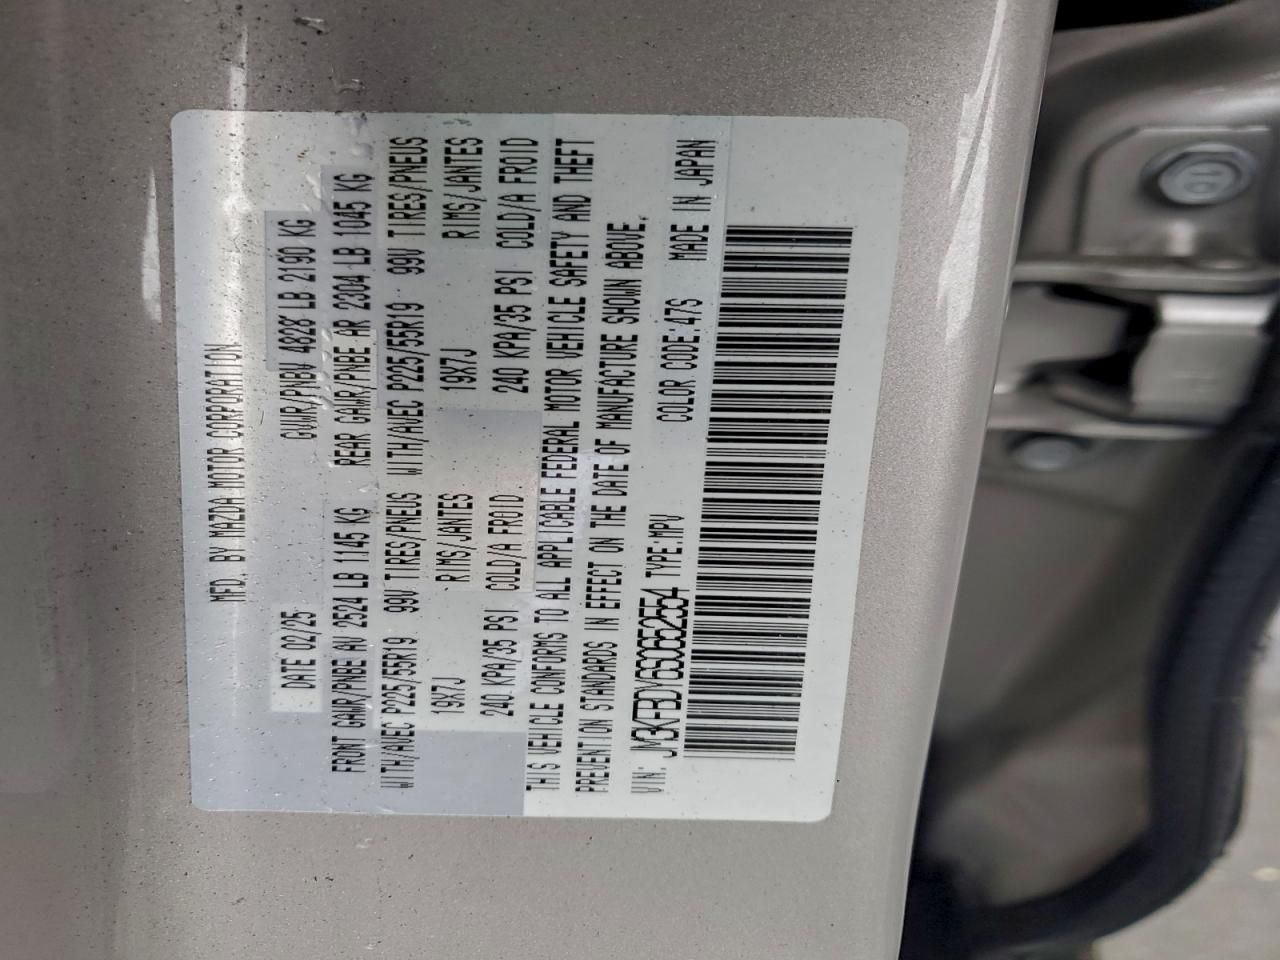 MFD. BY MAZDA MOTOR CORPORATION
DATE 02/25 GVWR/PNBV 4828 LB 2190 KG
FRONT GAWR/PNBE AV 2524 LB 1145 KG REAR GAWR/PNBE AR 2304 LB 1045 KG
WITH/AVEC P225/55R19 99V TIRES/PNEUS WITH/AVEC P225/55R19 99V TIRES/PNEUS
19X7J RIMS/JANTES 19X7J RIMS/JANTES
240 KPA/35 PSI COLD/A FROID 240 KPA/35 PSI COLD/A FROID
THIS VEHICLE CONFORMS TO ALL APPLICABLE FEDERAL MOTOR VEHICLE SAFETY AND THEFT
PREVENTION STANDARDS IN EFFECT ON THE DATE OF MANUFACTURE SHOWN ABOVE.
VIN: JM3KFBDY6S0652554 TYPE:MPV COLOR CODE:47S MADE IN JAPAN